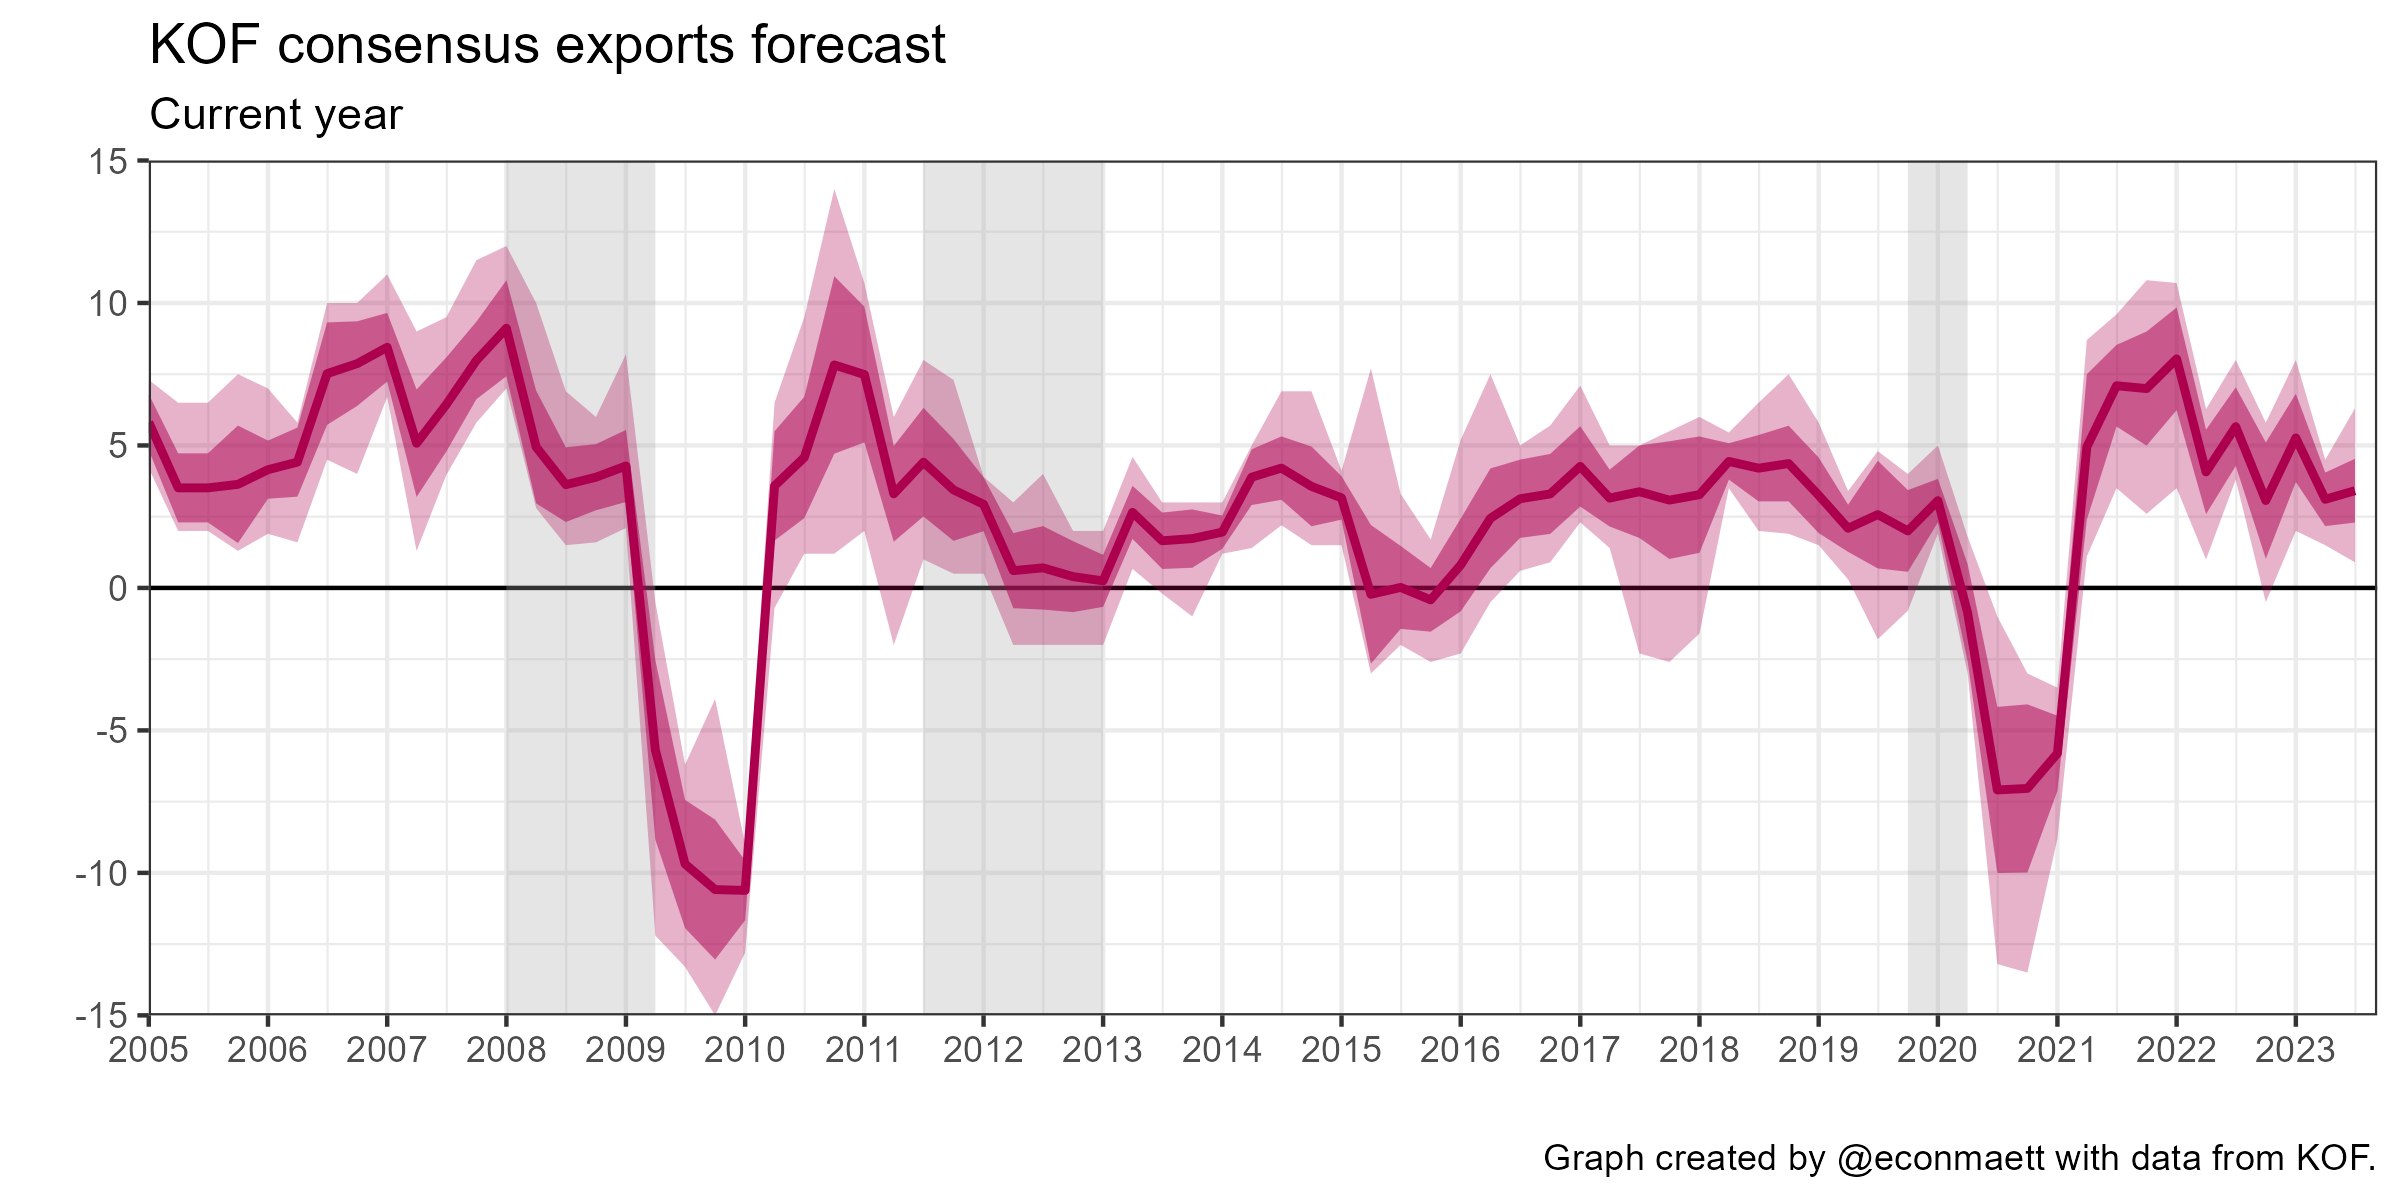 KOF consensus exports forecast
Current year
15
10
5
0
-5
-10
-15
2005 2006 2007 2008 2009 2010 2011 2012 2013 2014 2015 2016 2017 2018 2019 2020 2021 2022 2023
Graph created by @econmaett with data from KOF.